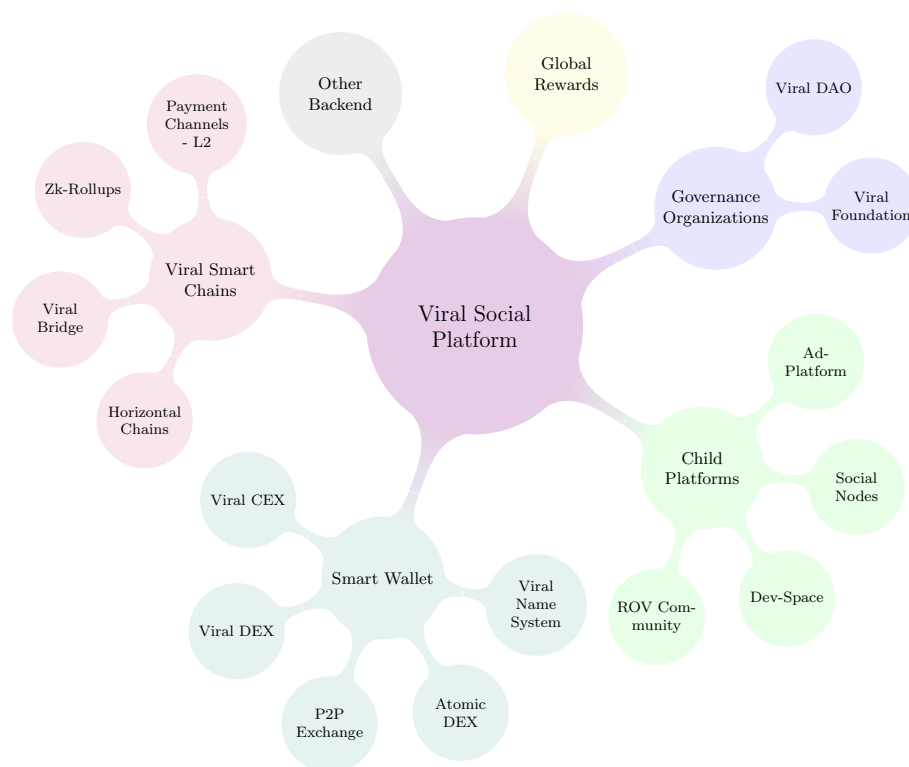 Other
Backend
Global
Rewards
Viral DAO
Governance
Organizations
Viral
Foundation
Payment
Channels
- L2
Zk-Rollups
Viral Smart
Chains
Viral
Bridge
Horizontal
Chains
Viral Social
Platform
Ad-
Platform
Child
Platforms
Social
Nodes
Dev-Space
ROV Com-
munity
Viral CEX
Smart Wallet
Viral DEX
Viral
Name
System
P2P
Exchange
Atomic
DEX